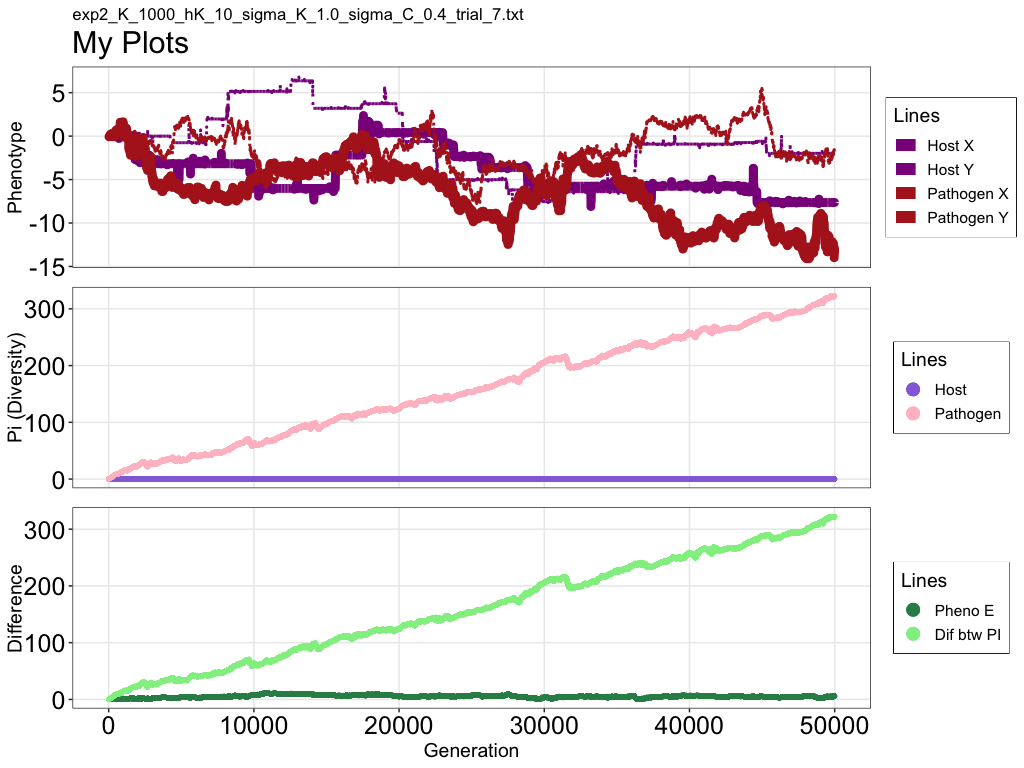 exp2_K_1000_hK_10_sigma_K_1.0_sigma_C_0.4_trial_7.txt
My Plots
Phenotype
5
0
-5
-10
-15
Lines
Host X
Host Y
Pathogen X
Pathogen Y
Pi (Diversity)
300
200
100
0
Lines
Host
Pathogen
Difference
300
200
100
0
Lines
Pheno E
Dif btw PI
0 10000 20000 30000 40000 50000
Generation